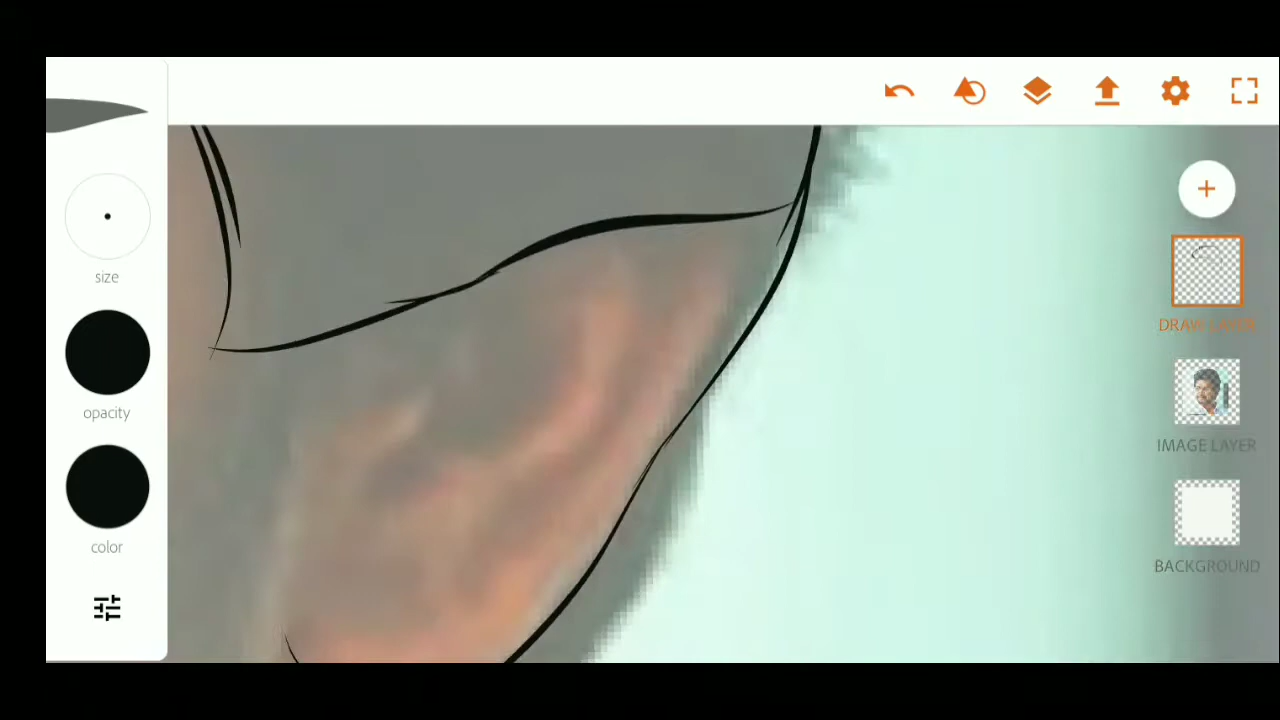 size
opacity
color
DRAW LAYER
IMAGE LAYER
BACKGROUND